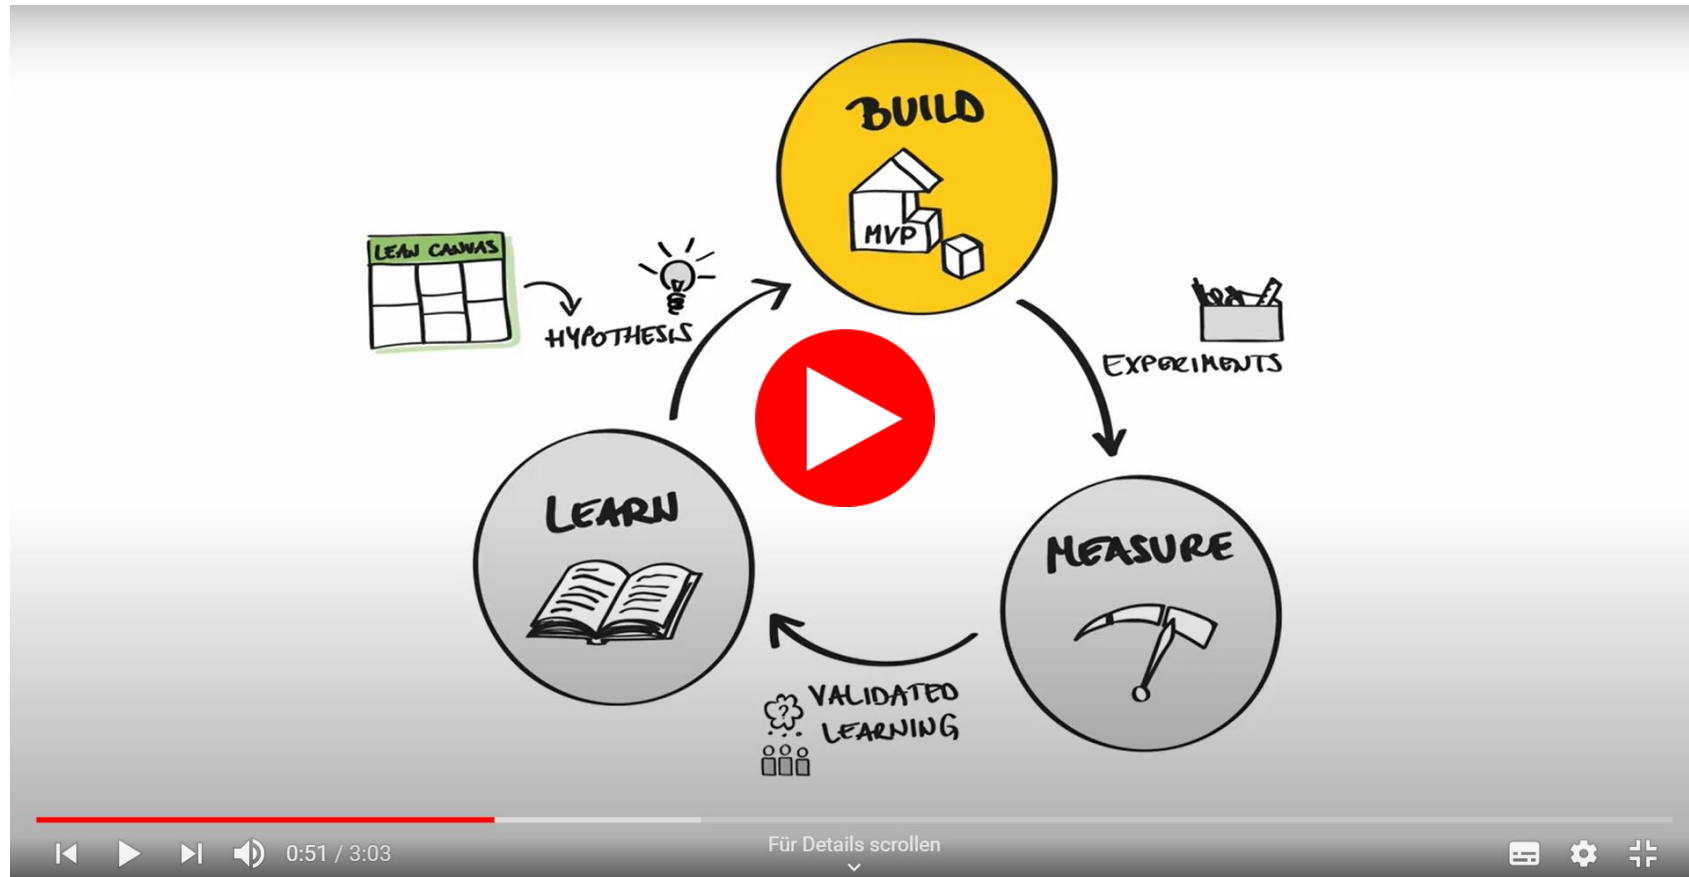 BUILD
MVP
LEAN CANVAS
HYPOTHESIS
EXPERIMENTS
LEARN
MEASURE
?
VALIDATED
LEARNING
0:51 / 3:03
Für Details scrollen